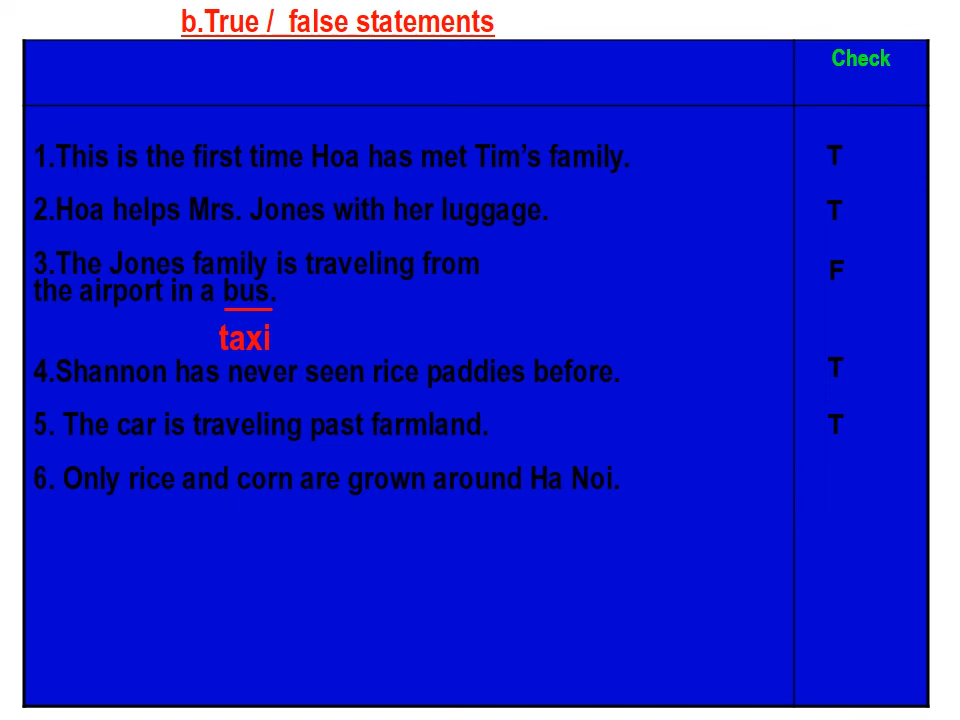 b.True / false statements
Check
1.This is the first time Hoa has met Tim’s family. T
2.Hoa helps Mrs. Jones with her luggage. T
3.The Jones family is traveling from F
the airport in a bus.
taxi
4.Shannon has never seen rice paddies before. T
5. The car is traveling past farmland. T
6. Only rice and corn are grown around Ha Noi.